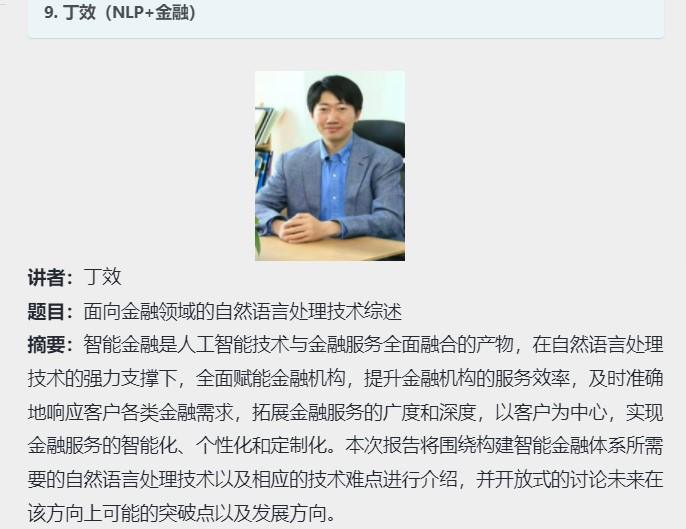 9. 丁效（NLP+金融）
讲者：丁效
题目：面向金融领域的自然语言处理技术综述
摘要：智能金融是人工智能技术与金融服务全面融合的产物，在自然语言处理
技术的强力支撑下，全面赋能金融机构，提升金融机构的服务效率，及时准确
地响应客户各类金融需求，拓展金融服务的广度和深度，以客户为中心，实现
金融服务的智能化、个性化和定制化。本次报告将围绕构建智能金融体系所需
要的自然语言处理技术以及相应的技术难点进行介绍，并开放式的讨论未来在
该方向上可能的突破点以及发展方向。